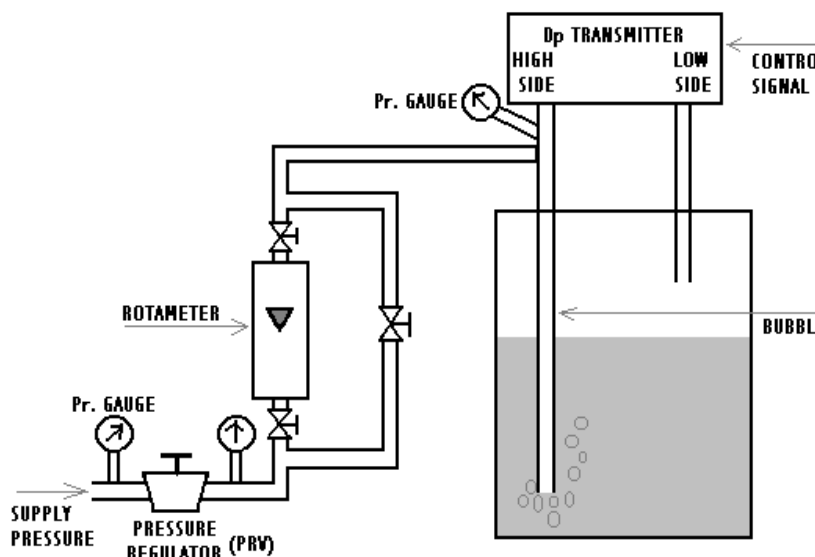 Dp TRANSMITTER
HIGH
SIDE
LOW
SIDE
CONTRO
SIGNAL
Pr. GAUGE
ROTAMETER
BUBBL
Pr. GAUGE
SUPPLY
PRESSURE
PRESSURE
REGULATOR (PRV)